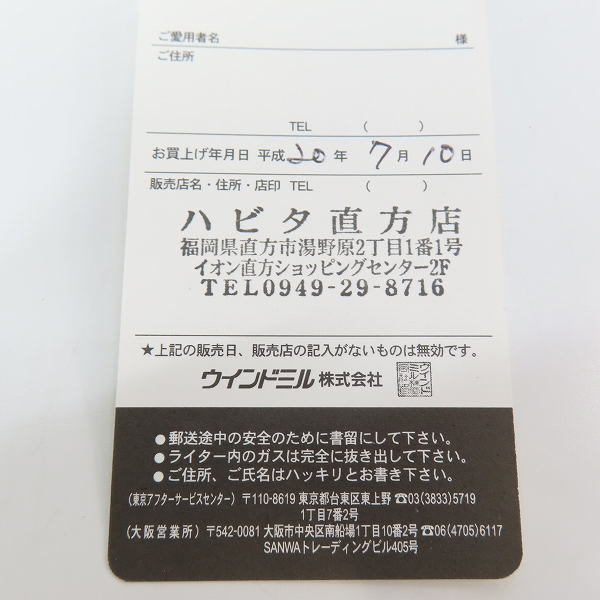 ご愛用者名 様
ご住所
TEL ( )
お買上げ年月日 平成 20 年 7 月 10 日
販売店名・住所・店印 TEL ( )
ハビタ直方店
福岡県直方市湯野原2丁目1番1号
イオン直方ショッピングセンター2F
TEL0949-29-8716
★上記の販売日、販売店の記入がないものは無効です。
ウインドミル株式会社
●郵送途中の安全のために書留にして下さい。
●ライター内のガスは完全に抜き出して下さい。
●ご住所、ご氏名はハッキリとお書き下さい。
(東京アフターサービスセンター) 〒110-8619 東京都台東区東上野 ☎03(3833)5719
1丁目7番2号
(大阪営業所) 〒542-0081 大阪市中央区南船場1丁目10番2号 ☎06(4705)6117
SANWAトレーディングビル405号